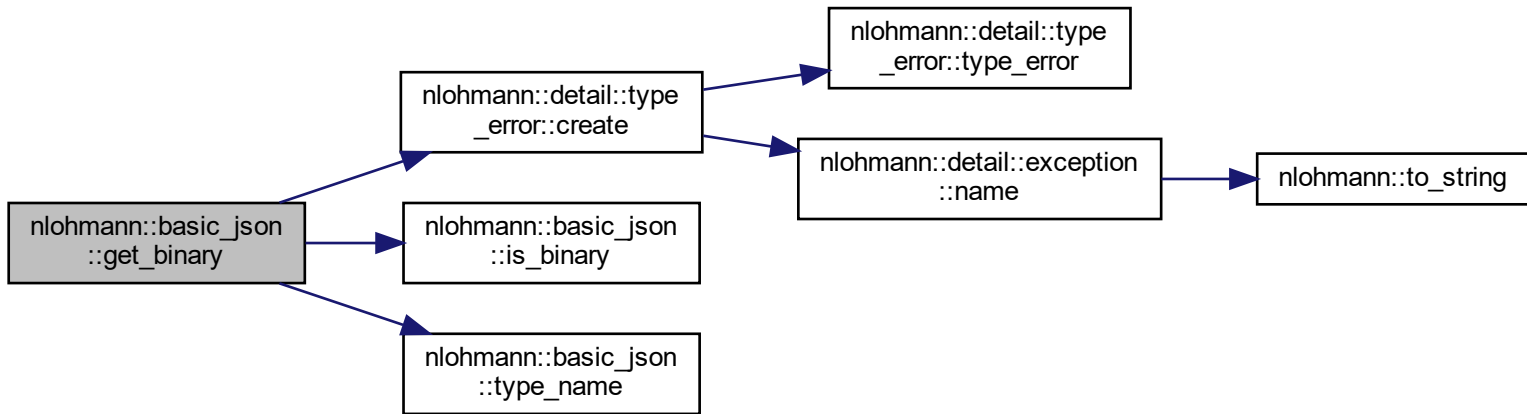 nlohmann::basic_json
::get_binary
nlohmann::detail::type
_error::create
nlohmann::basic_json
::is_binary
nlohmann::basic_json
::type_name
nlohmann::detail::type
_error::type_error
nlohmann::detail::exception
::name
nlohmann::to_string